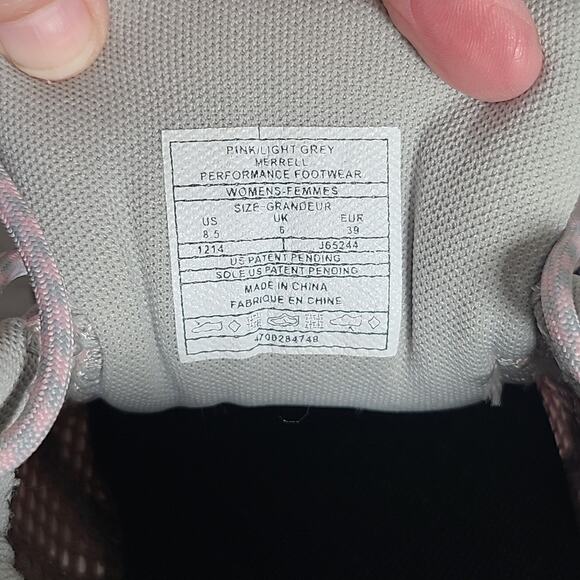 PINK/LIGHT GREY
MERRELL
PERFORMANCE FOOTWEAR
WOMENS-FEMMES
SIZE-GRANDEUR
US UK EUR
8.5 6 39
1214 J65244
US PATENT PENDING
SOLE US PATENT PENDING
MADE IN CHINA
FABRIQUE EN CHINE
4700284748